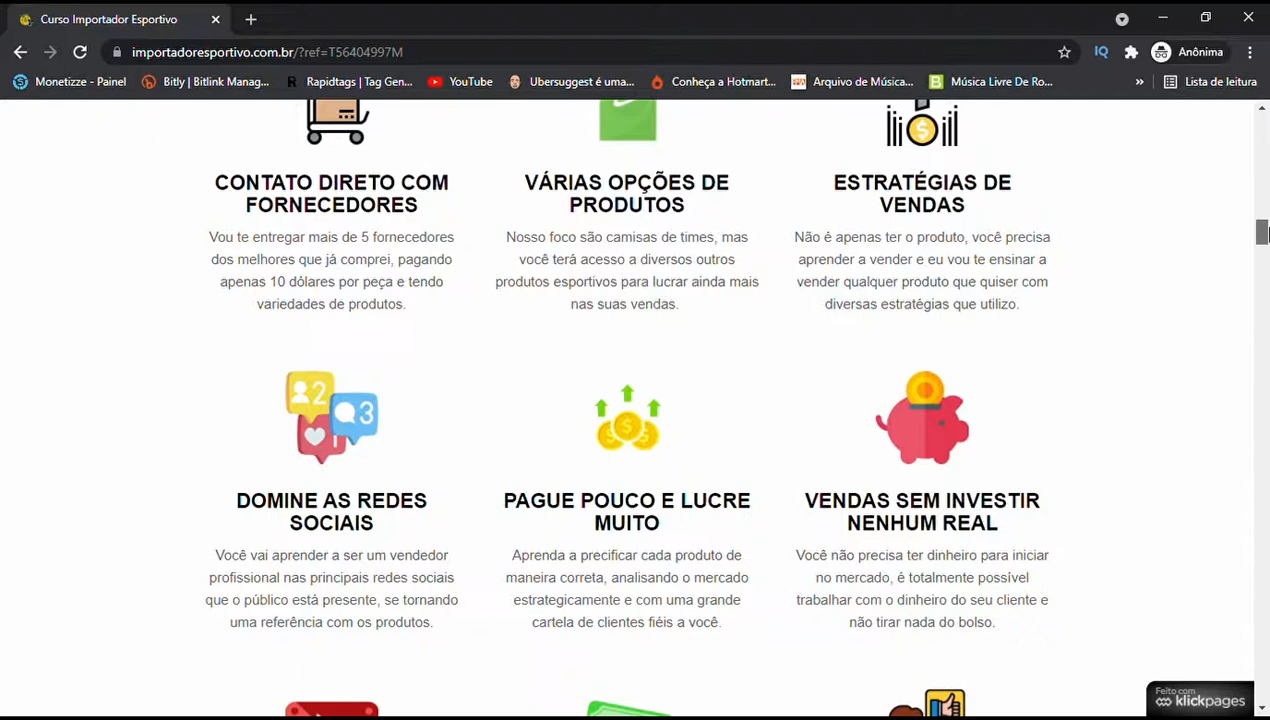 Curso Importador Esportivo
importadoresportivo.com.br/?ref=T56404997M
IQ
Anônima
Monetizze - Painel
Bitly | Bitlink Manag...
R Rapidtags | Tag Gen...
YouTube
Ubersuggest é uma...
Conheça a Hotmart...
Arquivo de Música...
Música Livre De Ro...
»
Lista de leitura
CONTATO DIRETO COM
FORNECEDORES
Vou te entregar mais de 5 fornecedores
dos melhores que já comprei, pagando
apenas 10 dólares por peça e tendo
variedades de produtos.
VÁRIAS OPÇÕES DE
PRODUTOS
Nosso foco são camisas de times, mas
você terá acesso a diversos outros
produtos esportivos para lucrar ainda mais
nas suas vendas.
$
ESTRATÉGIAS DE
VENDAS
Não é apenas ter o produto, você precisa
aprender a vender e eu vou te ensinar a
vender qualquer produto que quiser com
diversas estratégias que utilizo.
2
3
DOMINE AS REDES
SOCIAIS
Você vai aprender a ser um vendedor
profissional nas principais redes sociais
que o público está presente, se tornando
uma referência com os produtos.
$ $ $
PAGUE POUCO E LUCRE
MUITO
Aprenda a precificar cada produto de
maneira correta, analisando o mercado
estrategicamente e com uma grande
cartela de clientes fiéis a você.
VENDAS SEM INVESTIR
NENHUM REAL
Você não precisa ter dinheiro para iniciar
no mercado, é totalmente possível
trabalhar com o dinheiro do seu cliente e
não tirar nada do bolso.
Feito com
klickpages